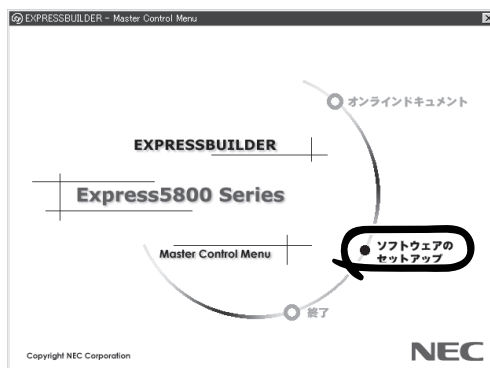 EXPRESSBUILDER - Master Control Menu
オンラインドキュメント
EXPRESSBUILDER
Express5800 Series
ソフトウェアの
セットアップ
Master Control Menu
終了
Copyright NEC Corporation
NEC